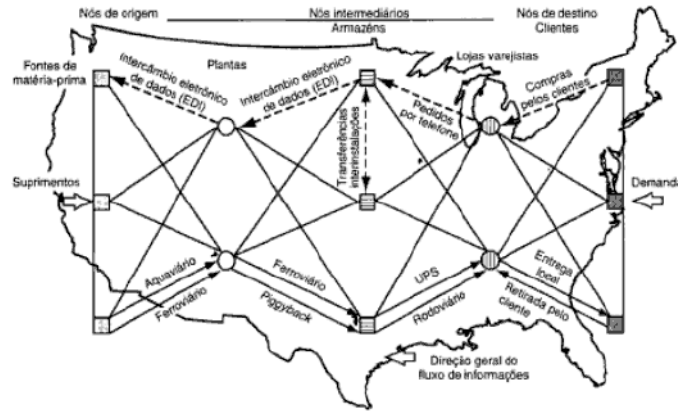 Nós de origem
Nós intermediários
Armazéns
Nós de destino
Clientes
Fontes de
matéria-prima
Intercâmbio eletrônico
de dados (EDI)
Plantas
Intercâmbio eletrônico
de dados (EDI)
Lojas varejistas
Pedidos
por telefone
Compras
pelos clientes
Transferências
interinstalações
Suprimentos
Demanda
Aquaviário
Ferroviário
Ferroviário
Piggyback
UPS
Rodoviário
Entrega
local
Retirada pelo
cliente
Direção geral do
fluxo de informações